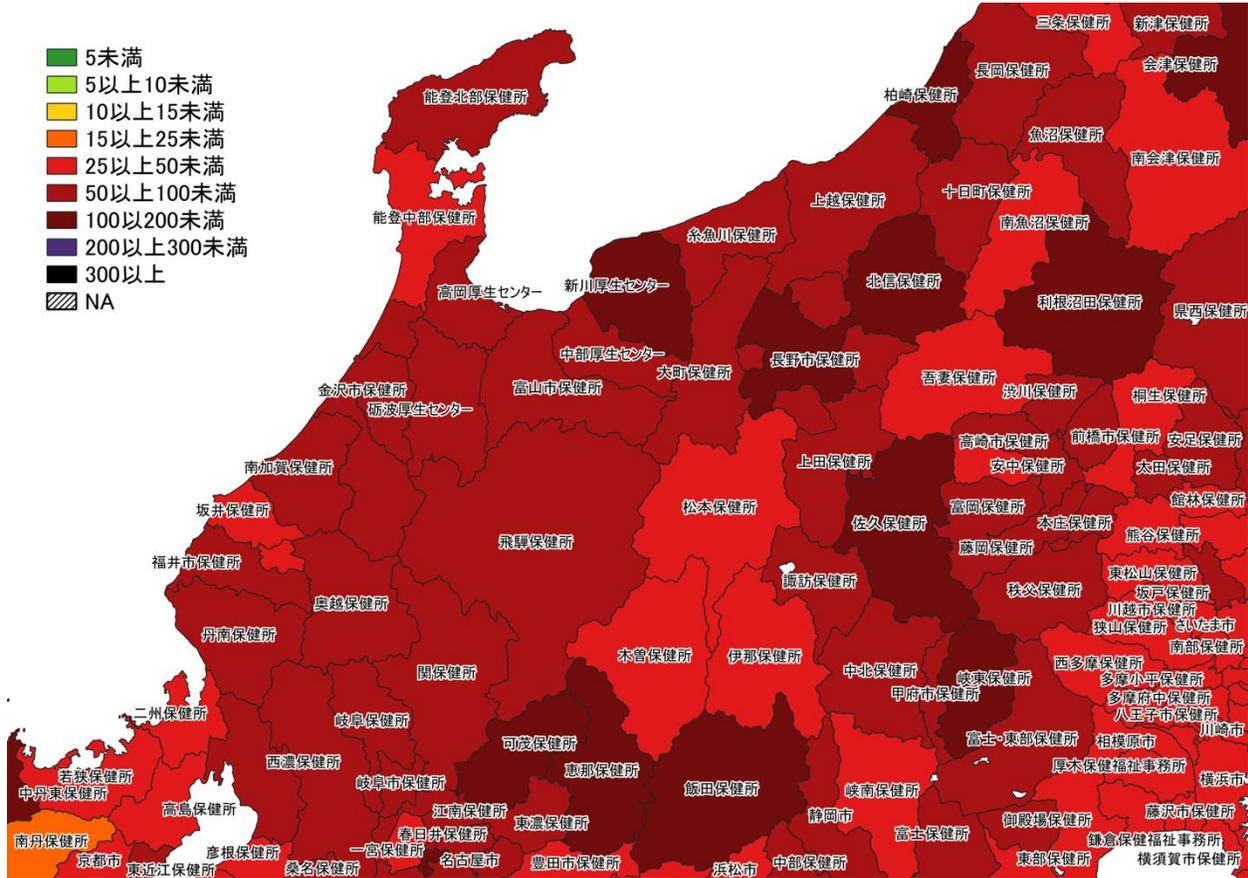 5未満
5以上10未満
10以上15未満
15以上25未満
25以上50未満
50以上100未満
100以200未満
200以上300未満
300以上
NA
三条保健所
新津保健所
長岡保健所
会津保健所
能登北部保健所
柏崎保健所
魚沼保健所
南会津保健所
十日町保健所
上越保健所
能登中部保健所
南魚沼保健所
糸魚川保健所
北信保健所
新川厚生センター
高岡厚生センター
利根沼田保健所
県西保健所
中部厚生センター
長野市保健所
大町保健所
吾妻保健所
金沢市保健所
富山市保健所
渋川保健所
桐生保健所
砺波厚生センター
高崎市保健所
前橋市保健所
安足保健所
南加賀保健所
上田保健所
安中保健所
太田保健所
館林保健所
坂井保健所
松本保健所
富岡保健所
佐久保健所
本庄保健所
熊谷保健所
飛騨保健所
藤岡保健所
福井市保健所
東松山保健所
諏訪保健所
秩父保健所
坂戸保健所
奥越保健所
川越市保健所
狭山保健所
さいたま市
丹南保健所
南部保健所
木曽保健所
伊那保健所
西多摩保健所
中北保健所
関保健所
峡東保健所
多摩小平保健所
甲府市保健所
多摩府中保健所
二州保健所
岐阜保健所
八王子市保健所
川崎市
可茂保健所
富士・東部保健所
相模原市
西濃保健所
恵那保健所
厚木保健福祉事務所
若狭保健所
岐阜市保健所
横浜市
飯田保健所
峡南保健所
中丹東保健所
高島保健所
江南保健所
静岡市
藤沢市保健所
東濃保健所
御殿場保健所
春日井保健所
富士保健所
南丹保健所
鎌倉保健福祉事務所
一宮保健所
彦根保健所
京都市
名古屋市
豊田市保健所
中部保健所
東部保健所
横須賀市保健所
東近江保健所
桑名保健所
浜松市